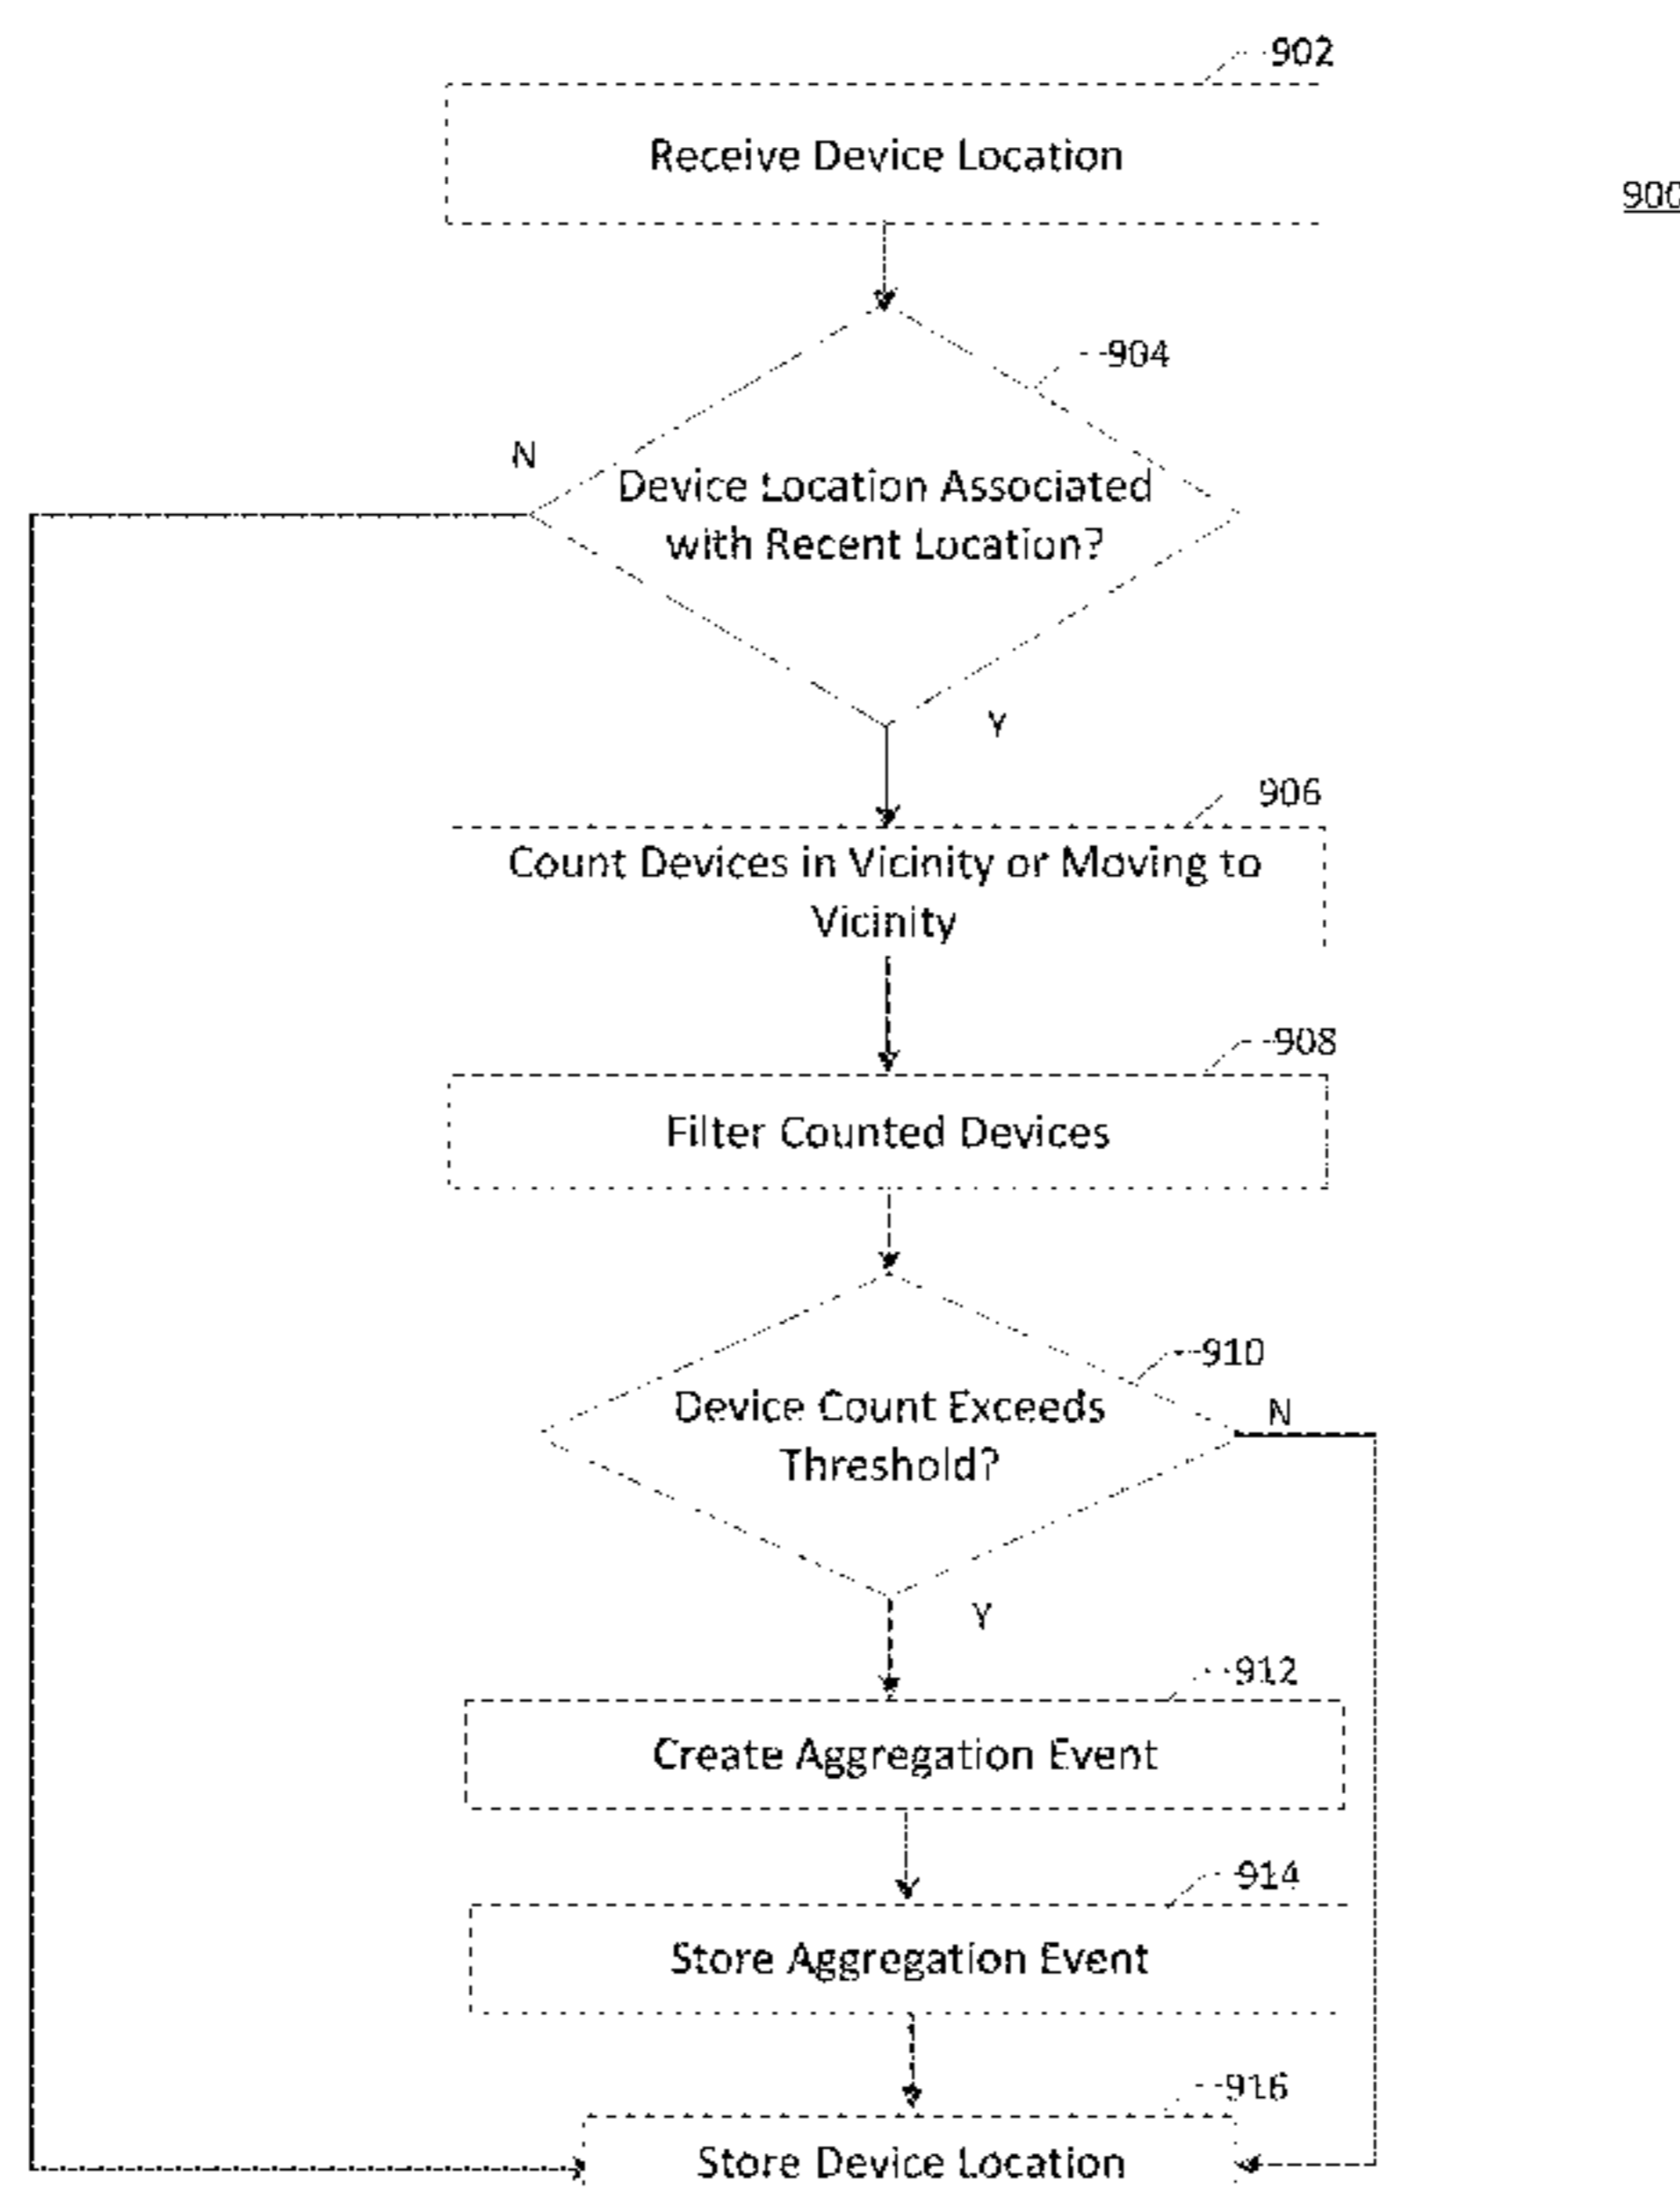 902
Receive Device Location
900
904
N
Device Location Associated
with Recent Location?
Y
906
Count Devices in Vicinity or Moving to
Vicinity
908
Filter Counted Devices
910
Device Count Exceeds
Threshold?
N
Y
912
Create Aggregation Event
914
Store Aggregation Event
916
Store Device Location